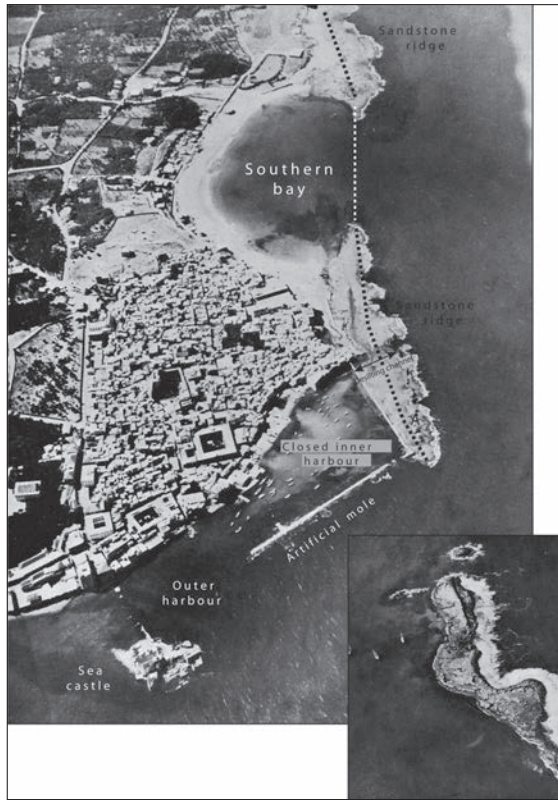 Sandstone
ridge
Southern
bay
Sandstone
ridge
Closed inner
harbour
Artificial mole
Outer
harbour
Sea
castle